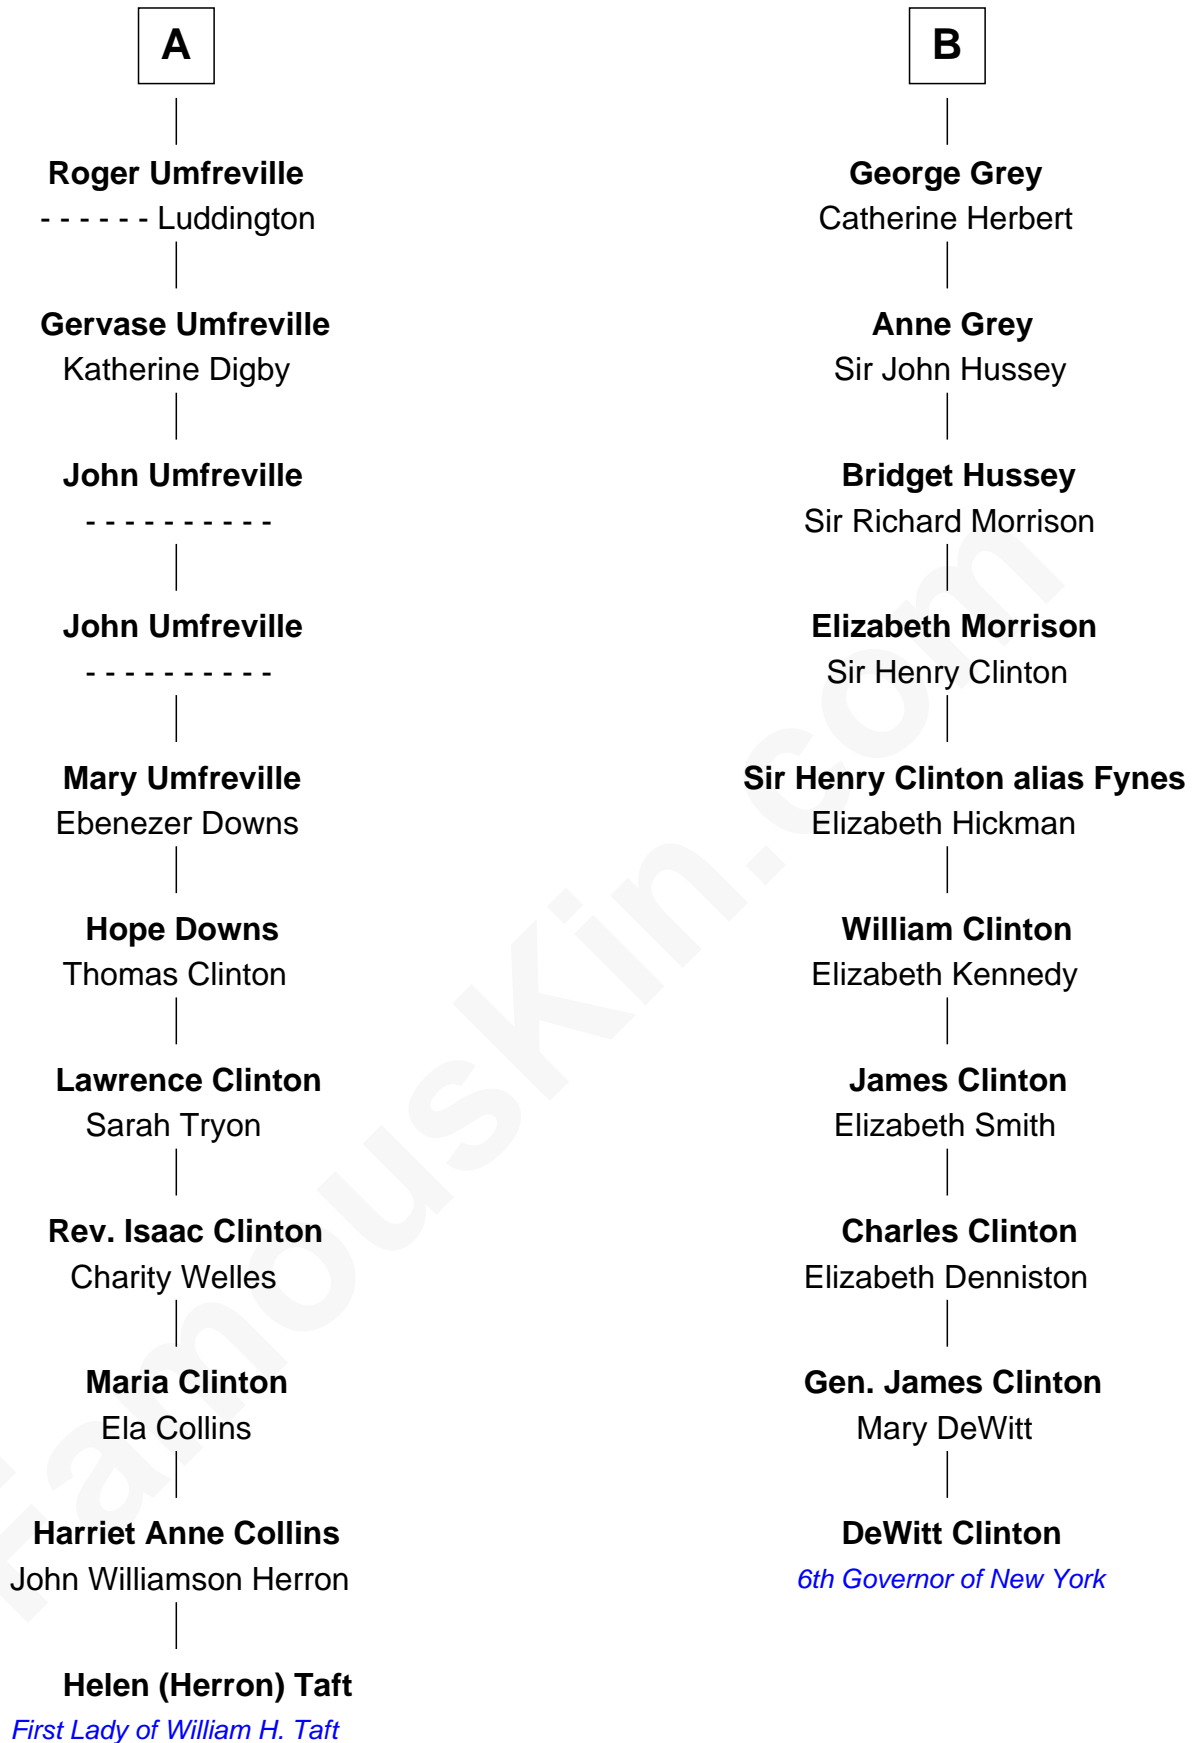 A
Roger Umfreville
- - - - - - Luddington
Gervase Umfreville
Katherine Digby
John Umfreville
- - - - - - - - - -
John Umfreville
- - - - - - - - - -
Mary Umfreville
Ebenezer Downs
Hope Downs
Thomas Clinton
Lawrence Clinton
Sarah Tryon
Rev. Isaac Clinton
Charity Welles
Maria Clinton
Ela Collins
Harriet Anne Collins
John Williamson Herron
Helen (Herron) Taft
First Lady of William H. Taft
B
George Grey
Catherine Herbert
Anne Grey
Sir John Hussey
Bridget Hussey
Sir Richard Morrison
Elizabeth Morrison
Sir Henry Clinton
Sir Henry Clinton alias Fynes
Elizabeth Hickman
William Clinton
Elizabeth Kennedy
James Clinton
Elizabeth Smith
Charles Clinton
Elizabeth Denniston
Gen. James Clinton
Mary DeWitt
DeWitt Clinton
6th Governor of New York
FamousKin.com